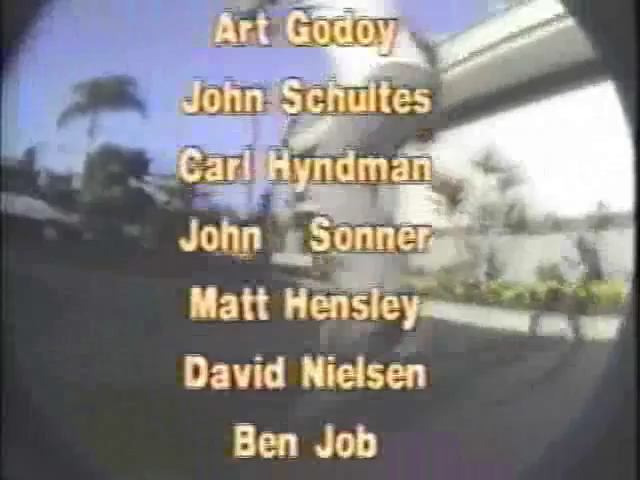 Art Godoy
John Schultes
Carl Hyndman
John Sonner
Matt Hensley
David Nielsen
Ben Job